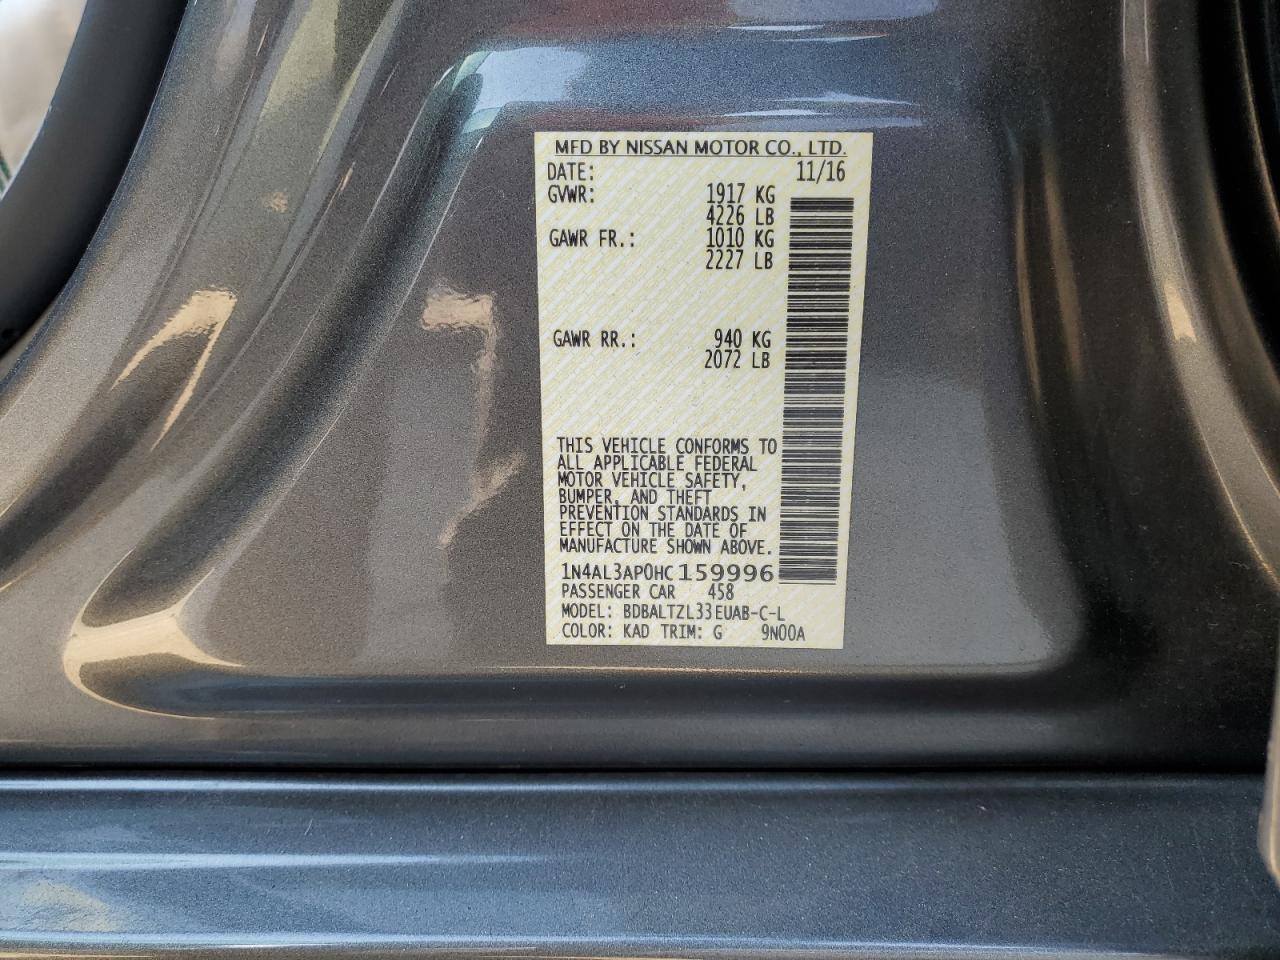 MFD BY NISSAN MOTOR CO., LTD.
DATE: 11/16
GVWR: 1917 KG
4226 LB
GAWR FR.: 1010 KG
2227 LB
GAWR RR.: 940 KG
2072 LB
THIS VEHICLE CONFORMS TO
ALL APPLICABLE FEDERAL
MOTOR VEHICLE SAFETY,
BUMPER, AND THEFT
PREVENTION STANDARDS IN
EFFECT ON THE DATE OF
MANUFACTURE SHOWN ABOVE.
1N4AL3AP0HC159996
PASSENGER CAR 458
MODEL: BDBALTZL33EUAB-C-L
COLOR: KAD TRIM: G 9N00A